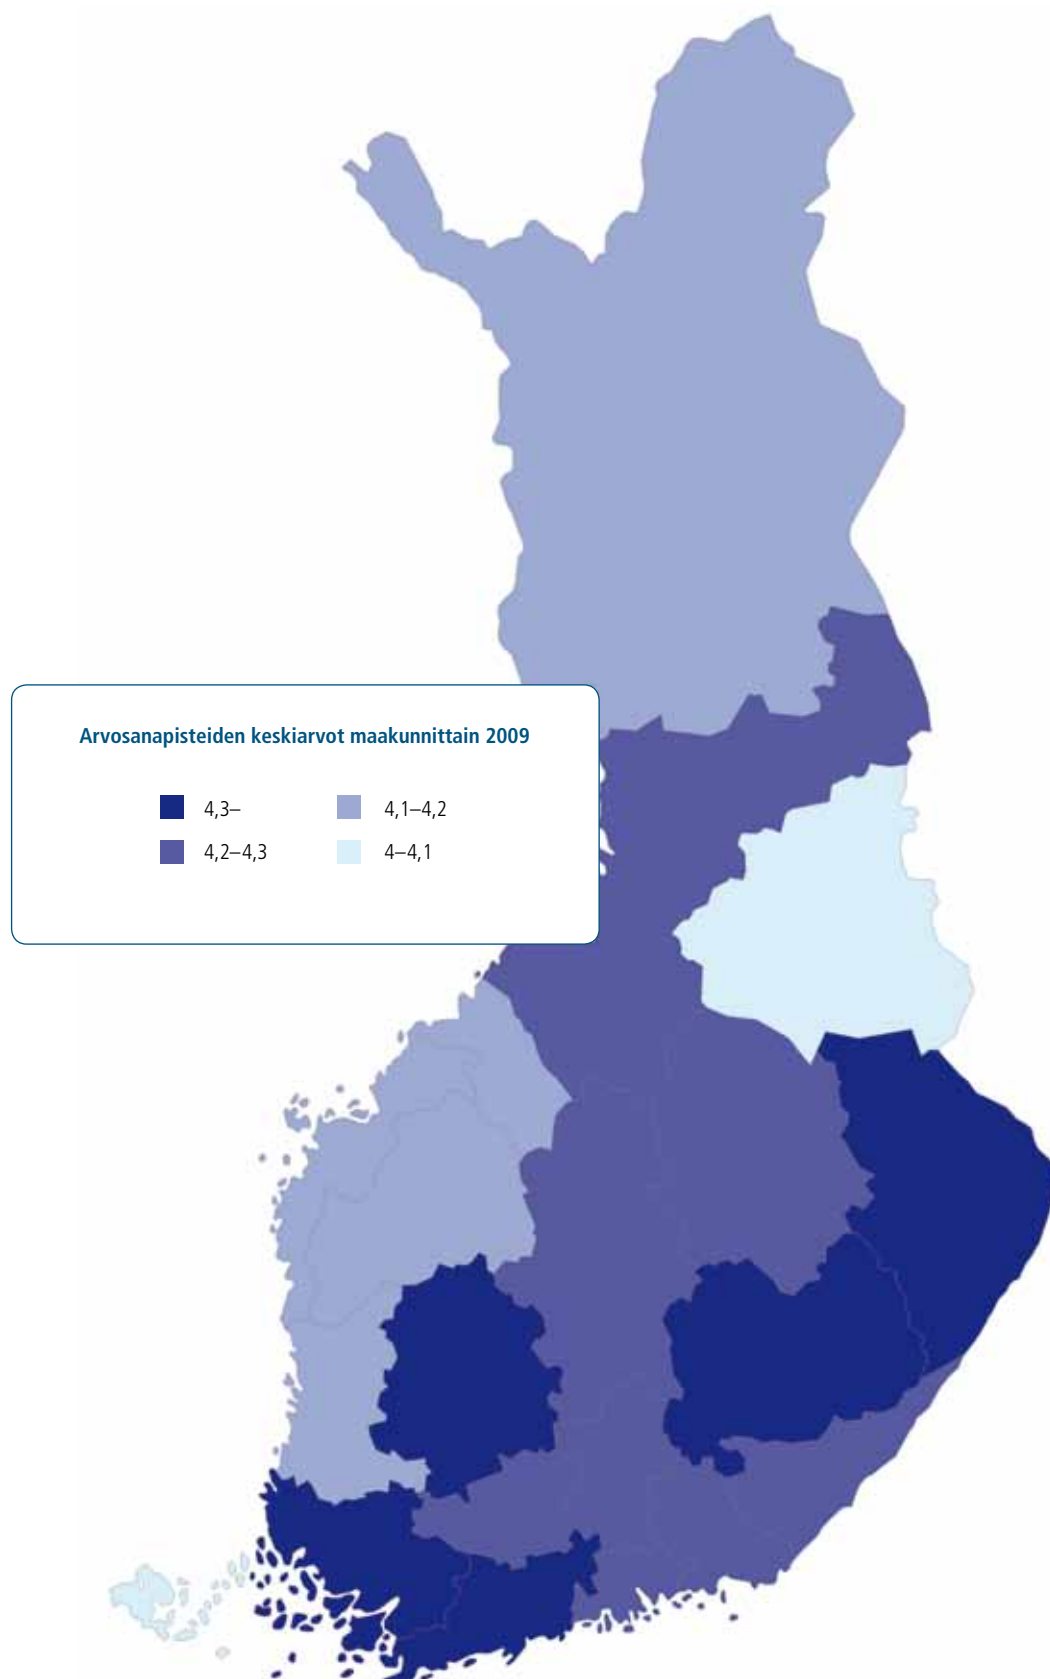 Arvosanapisteiden keskiarvot maakunnittain 2009
4,3–
4,1–4,2
4,2–4,3
4–4,1